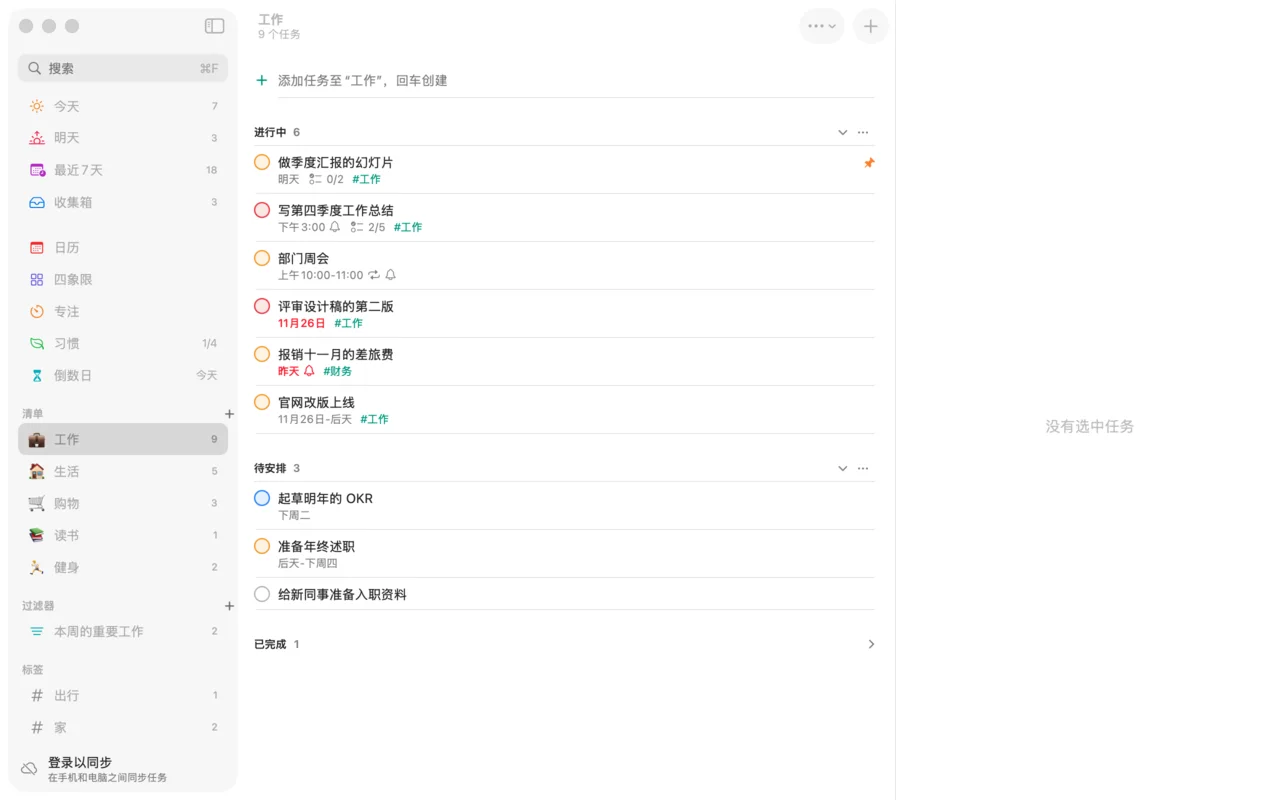 搜索 ⌘F
今天 7
明天 3
最近7天 18
收集箱 3
日历
四象限
专注
习惯 1/4
倒数日 今天
清单
工作 9
生活 5
购物 3
读书 1
健身 2
过滤器
本周的重要工作 2
标签
# 出行 1
# 家 2
登录以同步
在手机和电脑之间同步任务
工作
9 个任务
添加任务至 "工作"，回车创建
进行中 6
做季度汇报的幻灯片
明天 0/2 #工作
写第四季度工作总结
下午3:00 2/5 #工作
部门周会
上午10:00-11:00
评审设计稿的第二版
11月26日 #工作
报销十一月的差旅费
昨天 #财务
官网改版上线
11月26日-后天 #工作
待安排 3
起草明年的 OKR
下周二
准备年终述职
后天-下周四
给新同事准备入职资料
已完成 1
没有选中任务